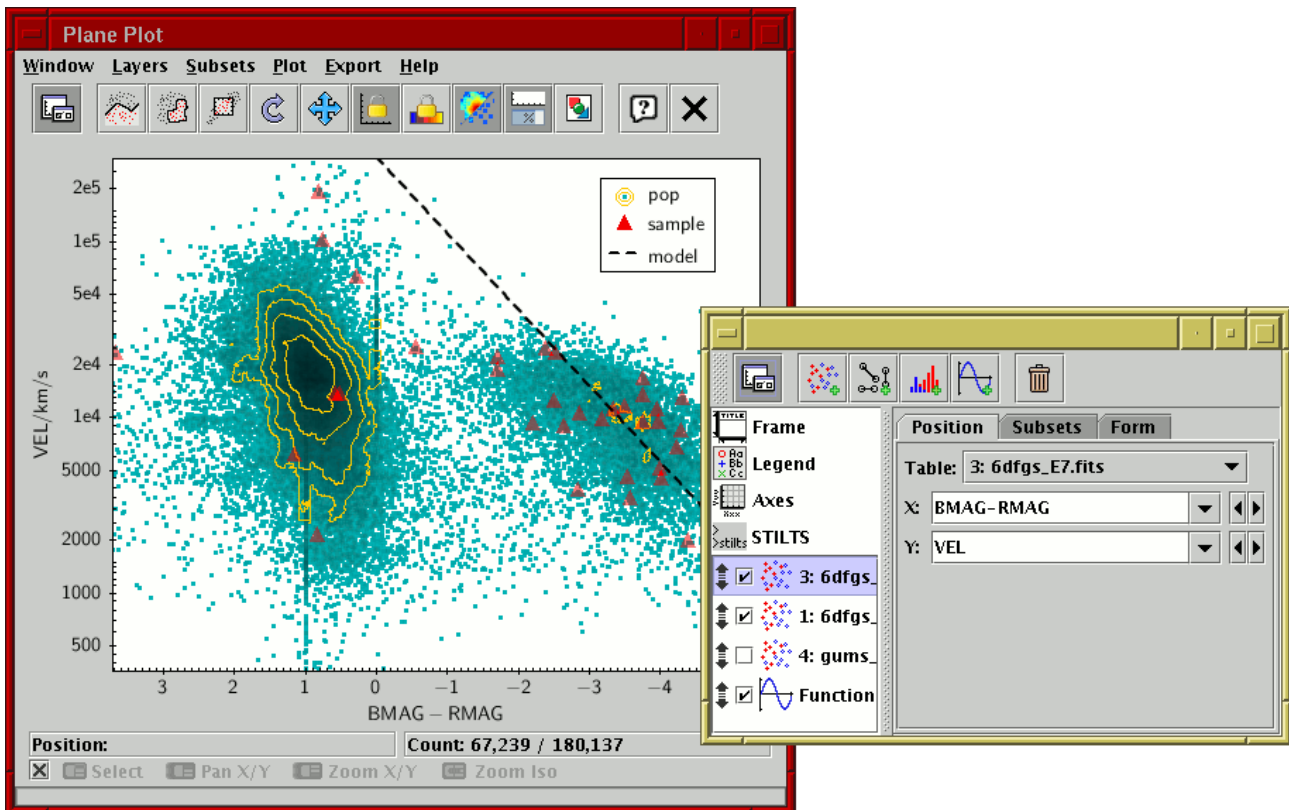 Plane Plot
Window Layers Subsets Plot Export Help
%
?
2e5
1e5
5e4
2e4
1e4
5000
2000
1000
500
VEL/km/s
pop
sample
model
3 2 1 0 −1 −2 −3 −4
BMAG − RMAG
Position:
Count: 67,239 / 180,137
Select Pan X/Y Zoom X/Y Zoom Iso
TITLE
Frame
Aa
Bb
Cc
Legend
Xxx
Axes
>
>stilts
STILTS
3: 6dfgs_
1: 6dfgs_
4: gums_
Function
Position Subsets Form
Table: 3: 6dfgs_E7.fits
X: BMAG-RMAG
Y: VEL